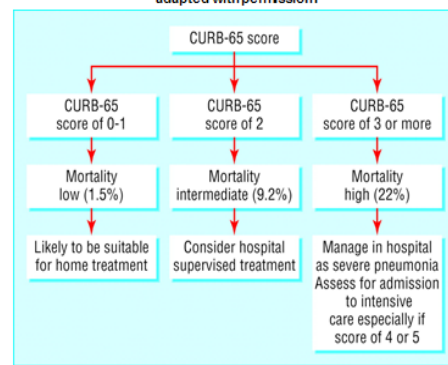 adapted with permission
CURB-65 score
CURB-65
score of 0-1
CURB-65
score of 2
CURB-65
score of 3 or more
Mortality
low (1.5%)
Mortality
intermediate (9.2%)
Mortality
high (22%)
Likely to be suitable
for home treatment
Consider hospital
supervised treatment
Manage in hospital
as severe pneumonia
Assess for admission
to intensive
care especially if
score of 4 or 5